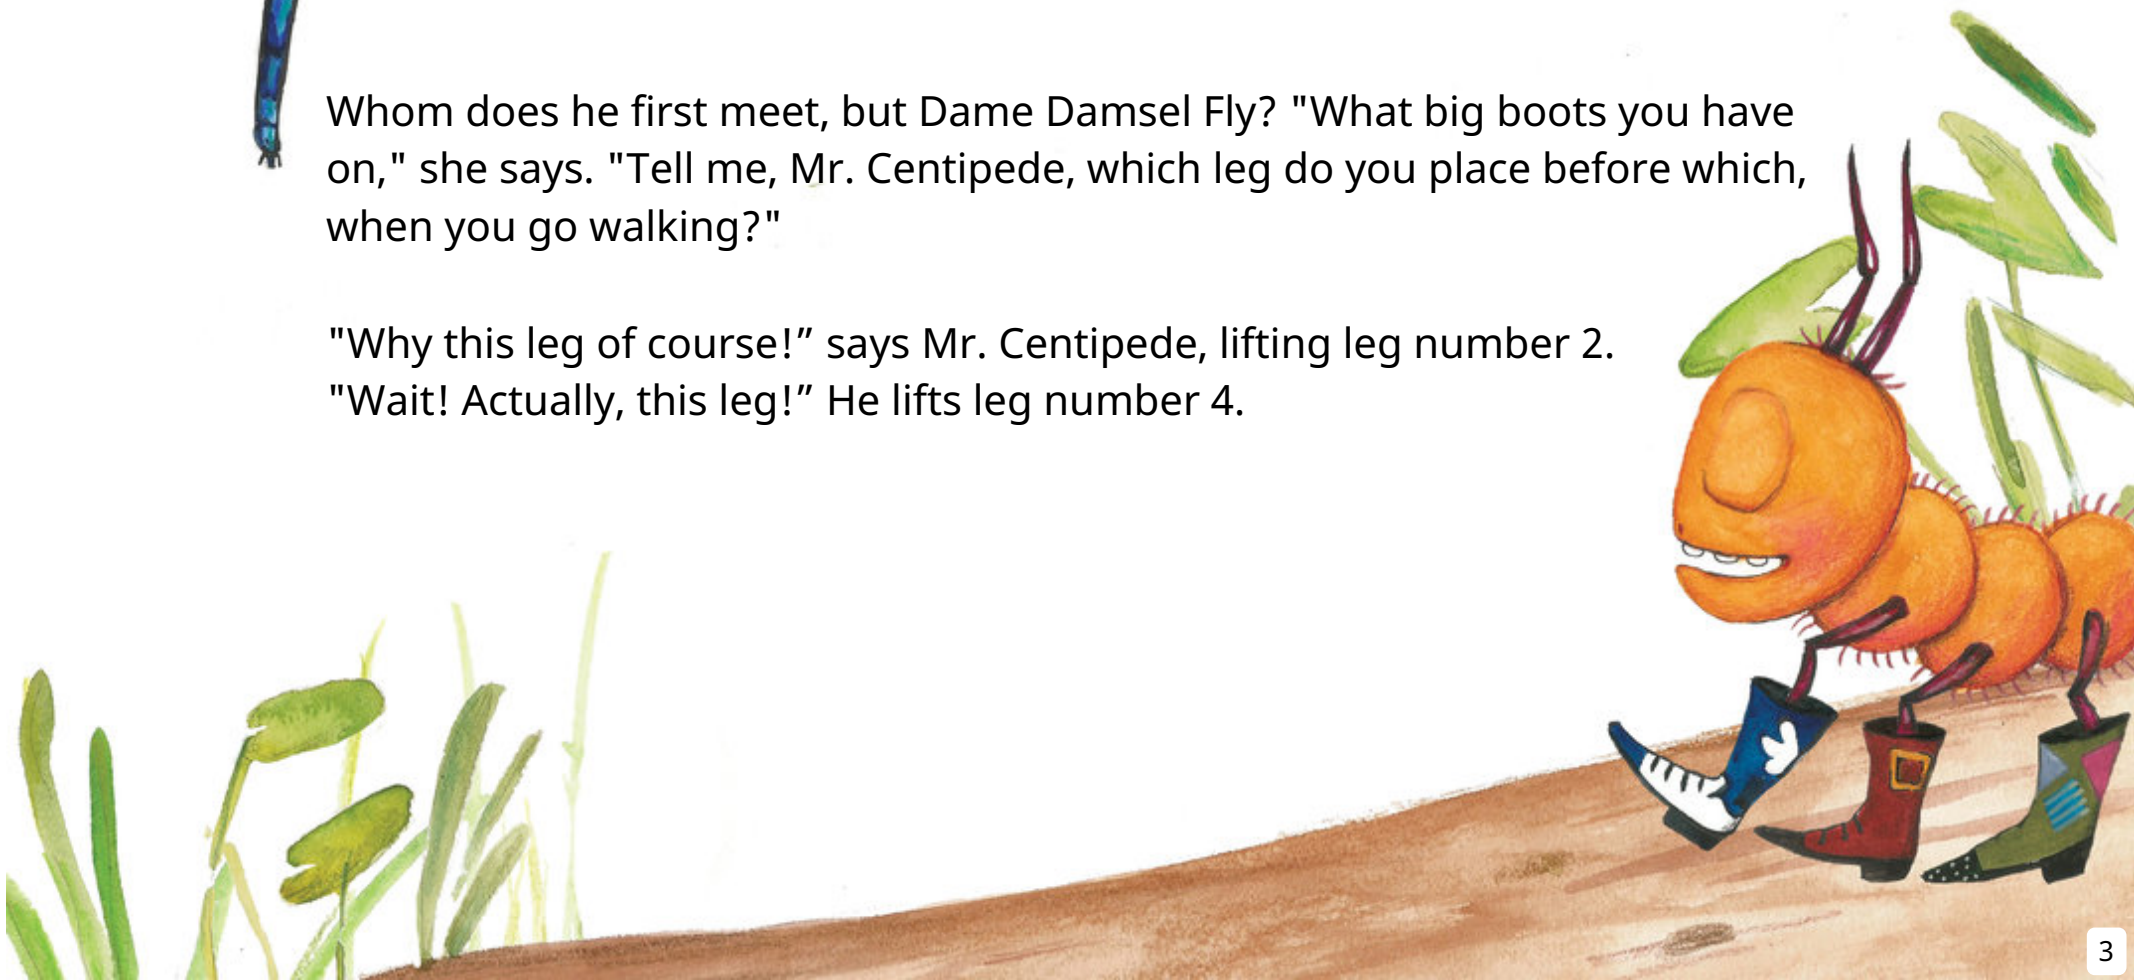 Whom does he first meet, but Dame Damsel Fly? "What big boots you have
on," she says. "Tell me, Mr. Centipede, which leg do you place before which,
when you go walking?"
"Why this leg of course!” says Mr. Centipede, lifting leg number 2.
"Wait! Actually, this leg!” He lifts leg number 4.
3